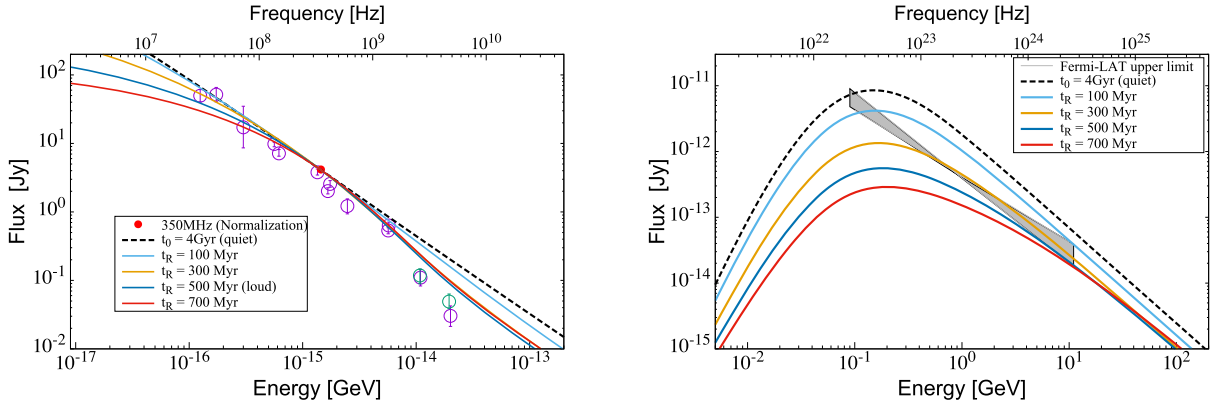 Frequency [Hz]
10^7 10^8 10^9 10^10
Flux [Jy]
10^2
10^1
10^0
10^-1
10^-2
350MHz (Normalization)
t_0 = 4Gyr (quiet)
t_R = 100 Myr
t_R = 300 Myr
t_R = 500 Myr (loud)
t_R = 700 Myr
10^-17 10^-16 10^-15 10^-14 10^-13
Energy [GeV]
Frequency [Hz]
10^22 10^23 10^24 10^25
Flux [Jy]
10^-11
10^-12
10^-13
10^-14
10^-15
Fermi-LAT upper limit
t_0 = 4Gyr (quiet)
t_R = 100 Myr
t_R = 300 Myr
t_R = 500 Myr
t_R = 700 Myr
10^-2 10^-1 10^0 10^1 10^2
Energy [GeV]